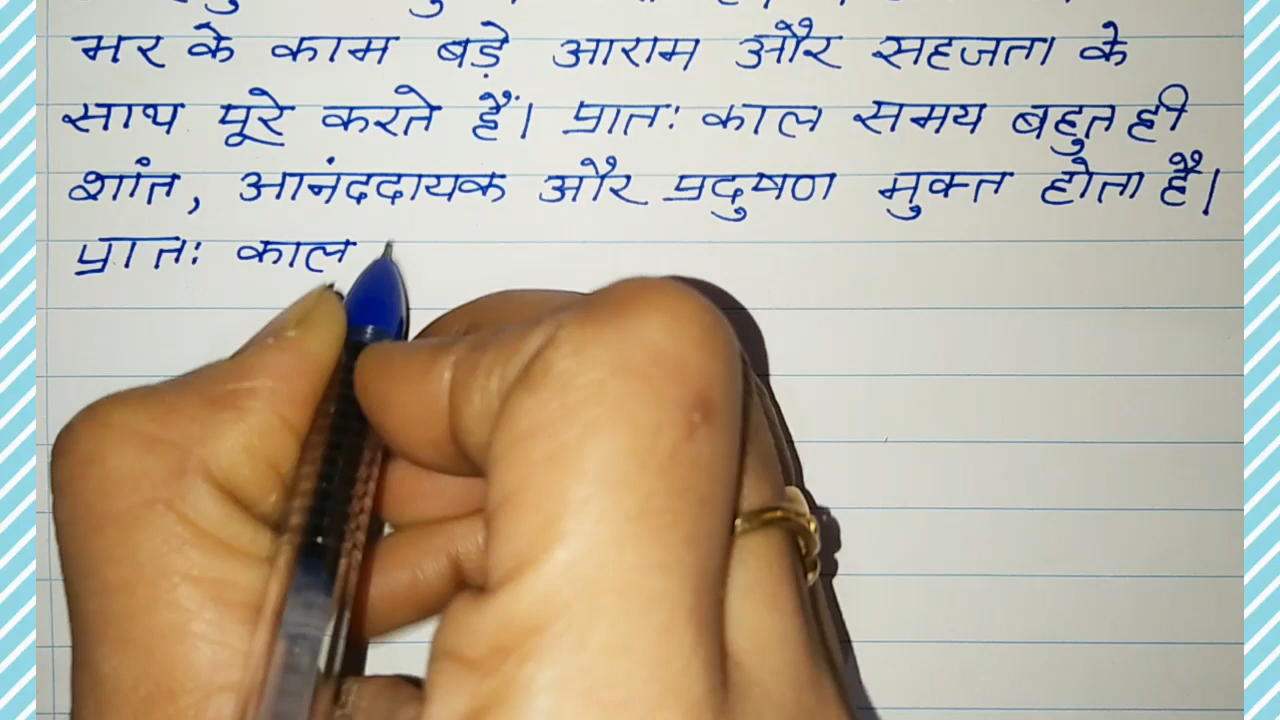 भर के काम बड़े आराम और सहजता के
साथ पूरे करते हैं। प्रातः काल समय बहुत ही
शांत, आनंददायक और प्रदुषण मुक्त होता है।
प्रातः काल